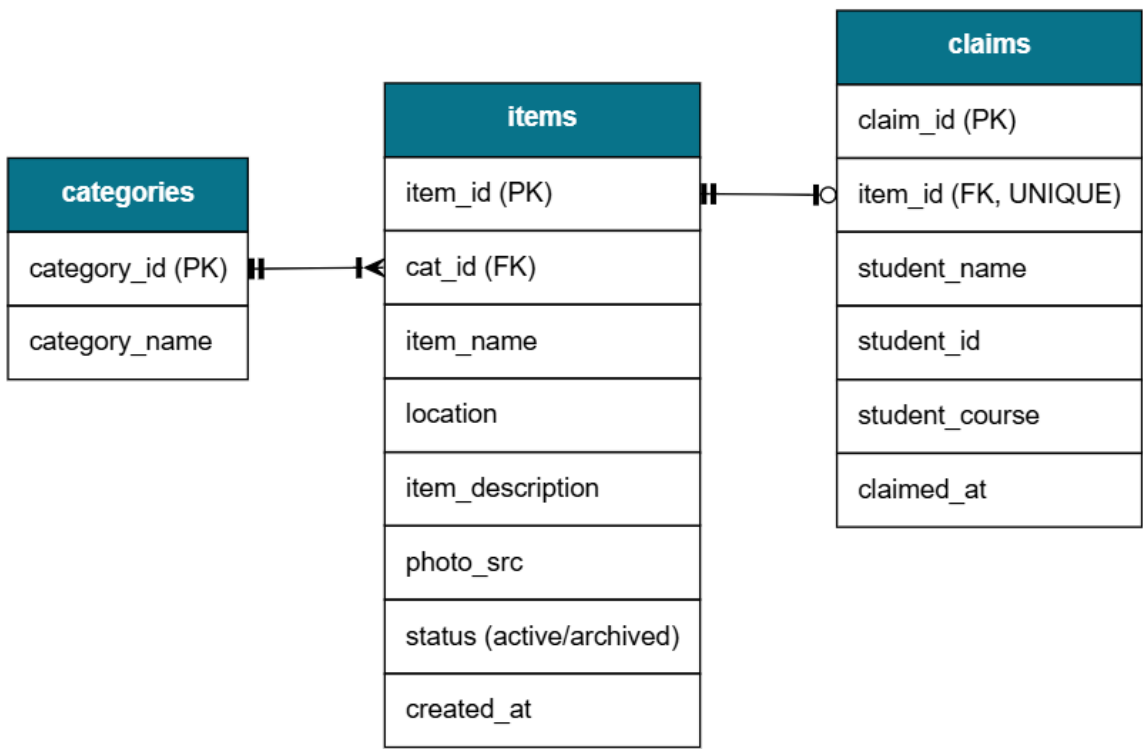 categories
category_id (PK)
category_name
items
item_id (PK)
cat_id (FK)
item_name
location
item_description
photo_src
status (active/archived)
created_at
claims
claim_id (PK)
item_id (FK, UNIQUE)
student_name
student_id
student_course
claimed_at